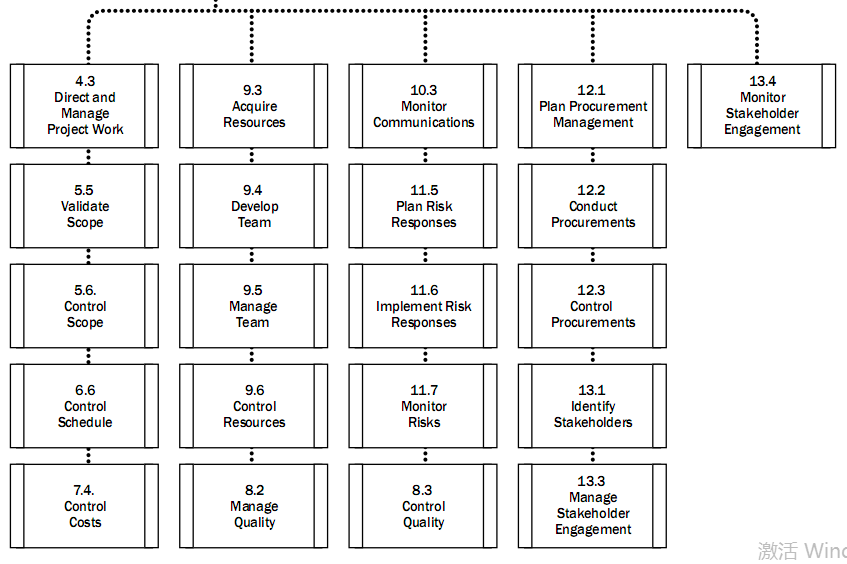 4.3
Direct and
Manage
Project Work
5.5
Validate
Scope
5.6.
Control
Scope
6.6
Control
Schedule
7.4.
Control
Costs
9.3
Acquire
Resources
9.4
Develop
Team
9.5
Manage
Team
9.6
Control
Resources
8.2
Manage
Quality
10.3
Monitor
Communications
11.5
Plan Risk
Responses
11.6
Implement Risk
Responses
11.7
Monitor
Risks
8.3
Control
Quality
12.1
Plan Procurement
Management
12.2
Conduct
Procurements
12.3
Control
Procurements
13.1
Identify
Stakeholders
13.3
Manage
Stakeholder
Engagement
13.4
Monitor
Stakeholder
Engagement
激活 Wind